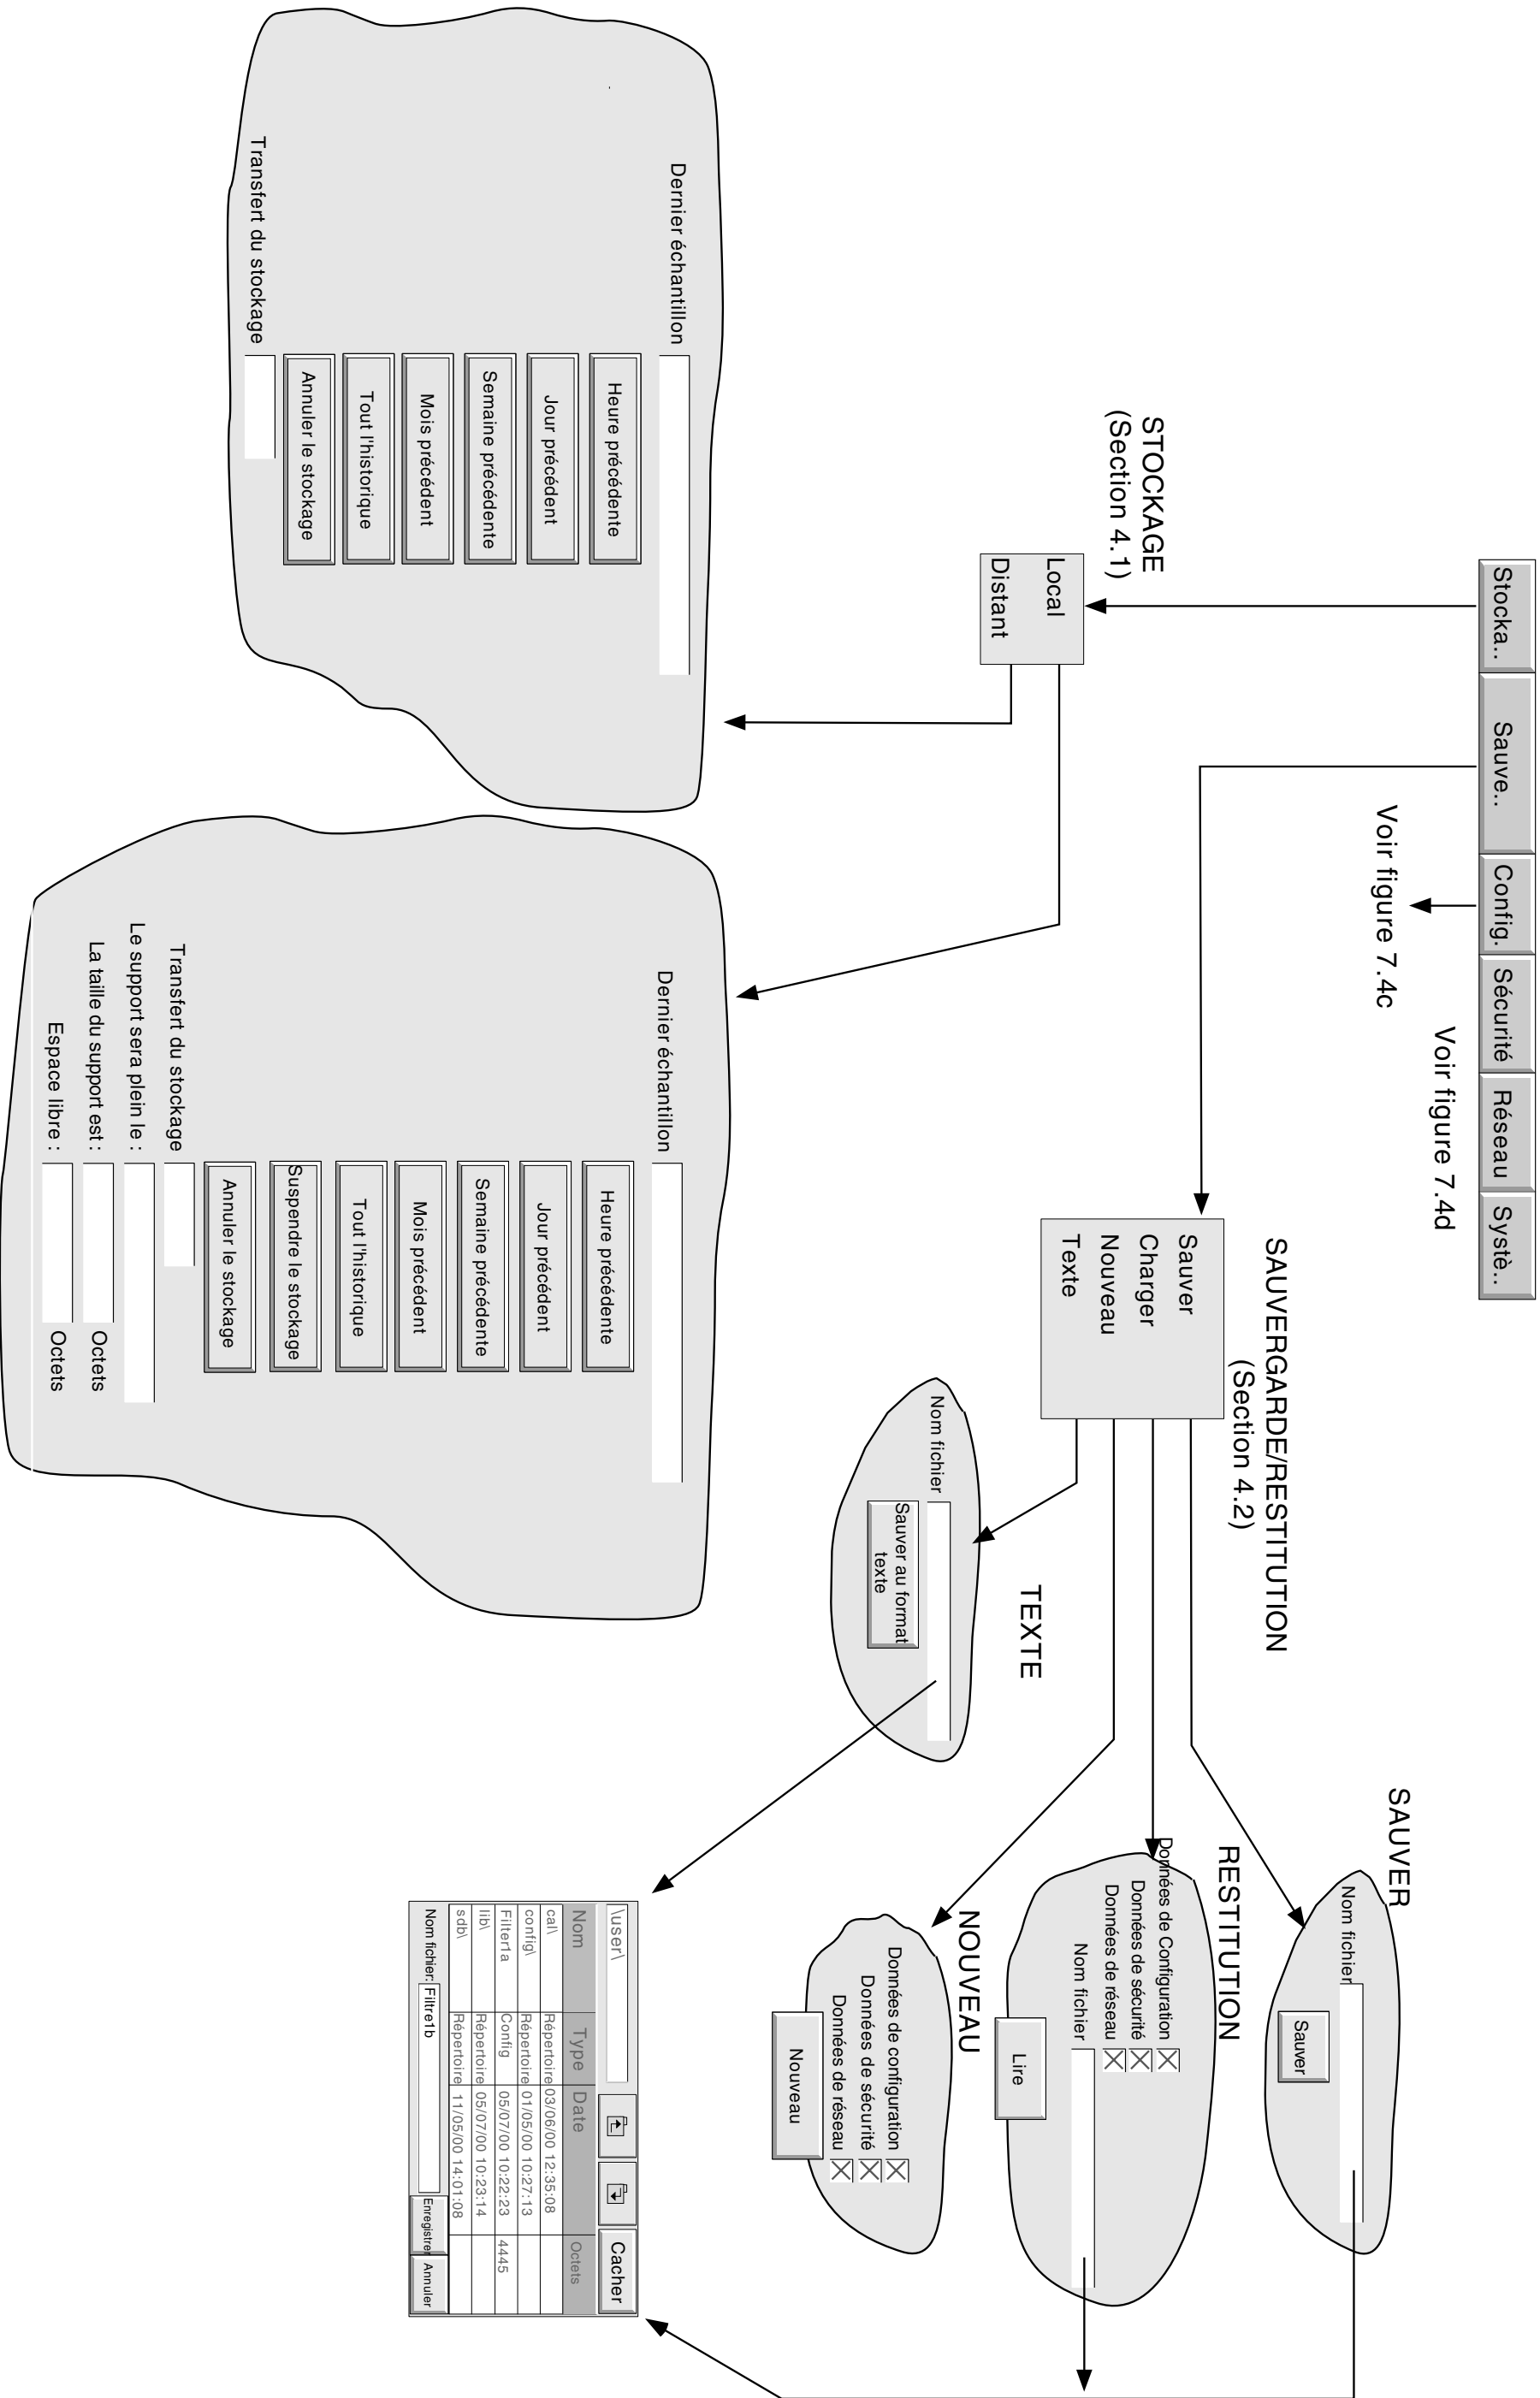 Stocka..
Sauve..
Config.
Sécurité
Réseau
Systè..
Voir figure 7.4c
Voir figure 7.4d
STOCKAGE
(Section 4.1)
Local
Distant
SAUVERGARDE/RESTITUTION
(Section 4.2)
Sauver
Charger
Nouveau
Texte
SAUVER
Nom fichier
Sauver
RESTITUTION
Données de Configuration
Données de sécurité
Données de réseau
Nom fichier
Lire
NOUVEAU
Données de configuration
Données de sécurité
Données de réseau
Nouveau
TEXTE
Nom fichier
Sauver au format
texte
Dernier échantillon
Heure précédente
Jour précédent
Semaine précédente
Mois précédent
Tout l'historique
Annuler le stockage
Transfert du stockage
Dernier échantillon
Heure précédente
Jour précédent
Semaine précédente
Mois précédent
Tout l'historique
Suspendre le stockage
Annuler le stockage
Transfert du stockage
Le support sera plein le :
La taille du support est : Octets
Espace libre : Octets
\user\ Cacher
Nom Type Date Octets
cal\ Répertoire 03/06/00 12:35:08
config\ Répertoire 01/05/00 10:27:13
Filter1a Config 05/07/00 10:22:23 4445
lib\ Répertoire 05/07/00 10:23:14
sdb\ Répertoire 11/05/00 14:01:08
Nom fichier: Filtre1b Enregistrer Annuler